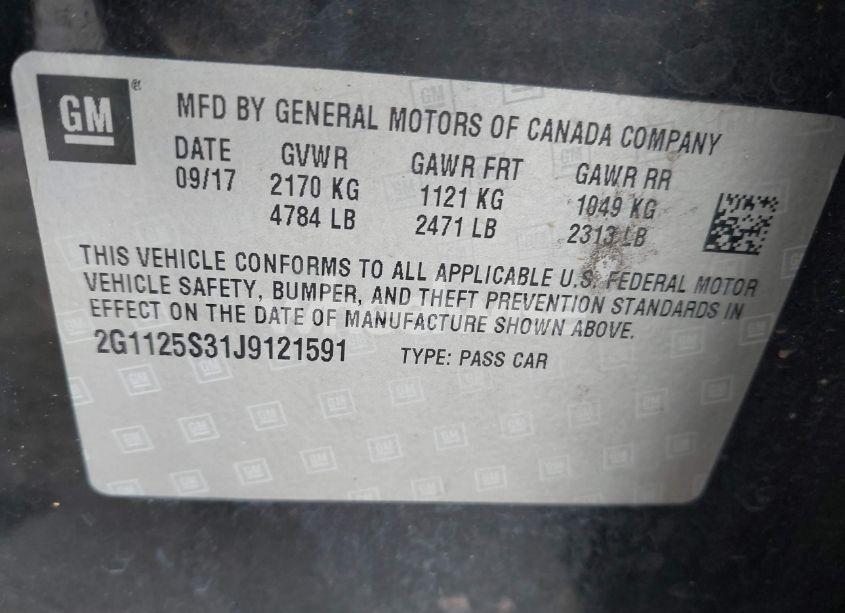 GM
MFD BY GENERAL MOTORS OF CANADA COMPANY
DATE GVWR GAWR FRT GAWR RR
09/17 2170 KG 1121 KG 1049 KG
4784 LB 2471 LB 2313 LB
THIS VEHICLE CONFORMS TO ALL APPLICABLE U.S. FEDERAL MOTOR
VEHICLE SAFETY, BUMPER, AND THEFT PREVENTION STANDARDS IN
EFFECT ON THE DATE OF MANUFACTURE SHOWN ABOVE.
2G1125S31J9121591 TYPE: PASS CAR